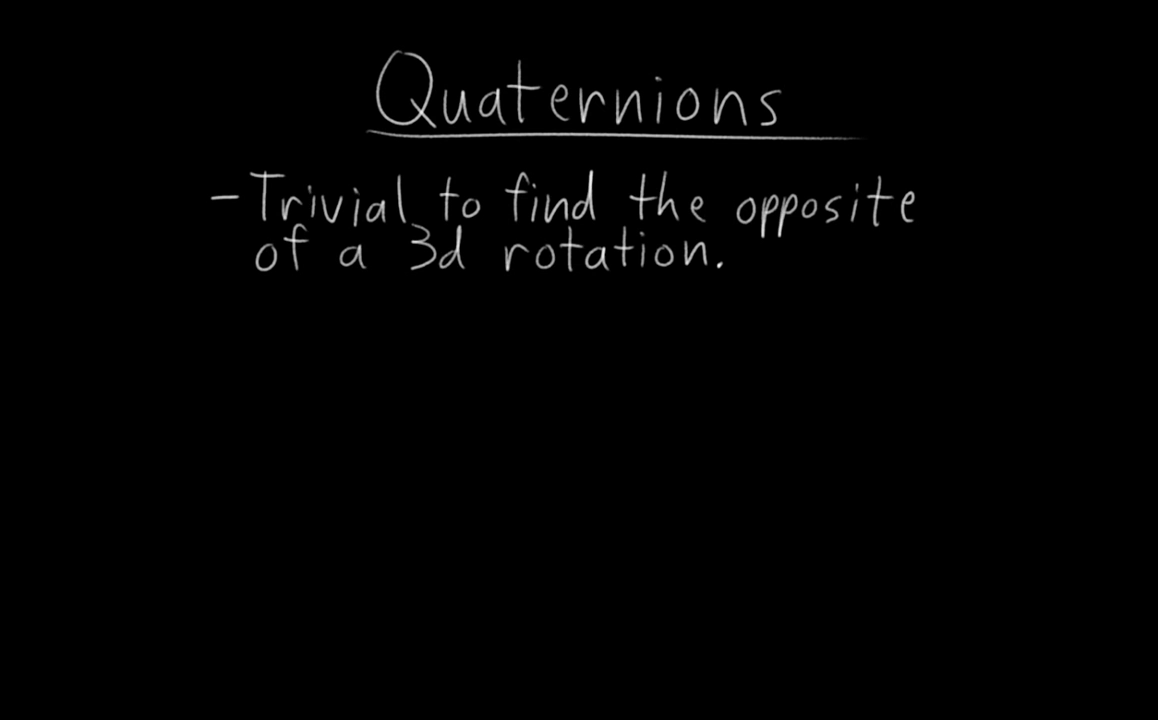 Quaternions
-Trivial to find the opposite
of a 3d rotation.